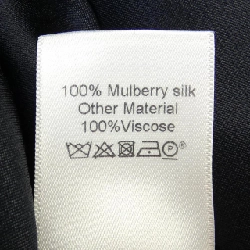 100% Mulberry silk
Other Material
100%Viscose
P